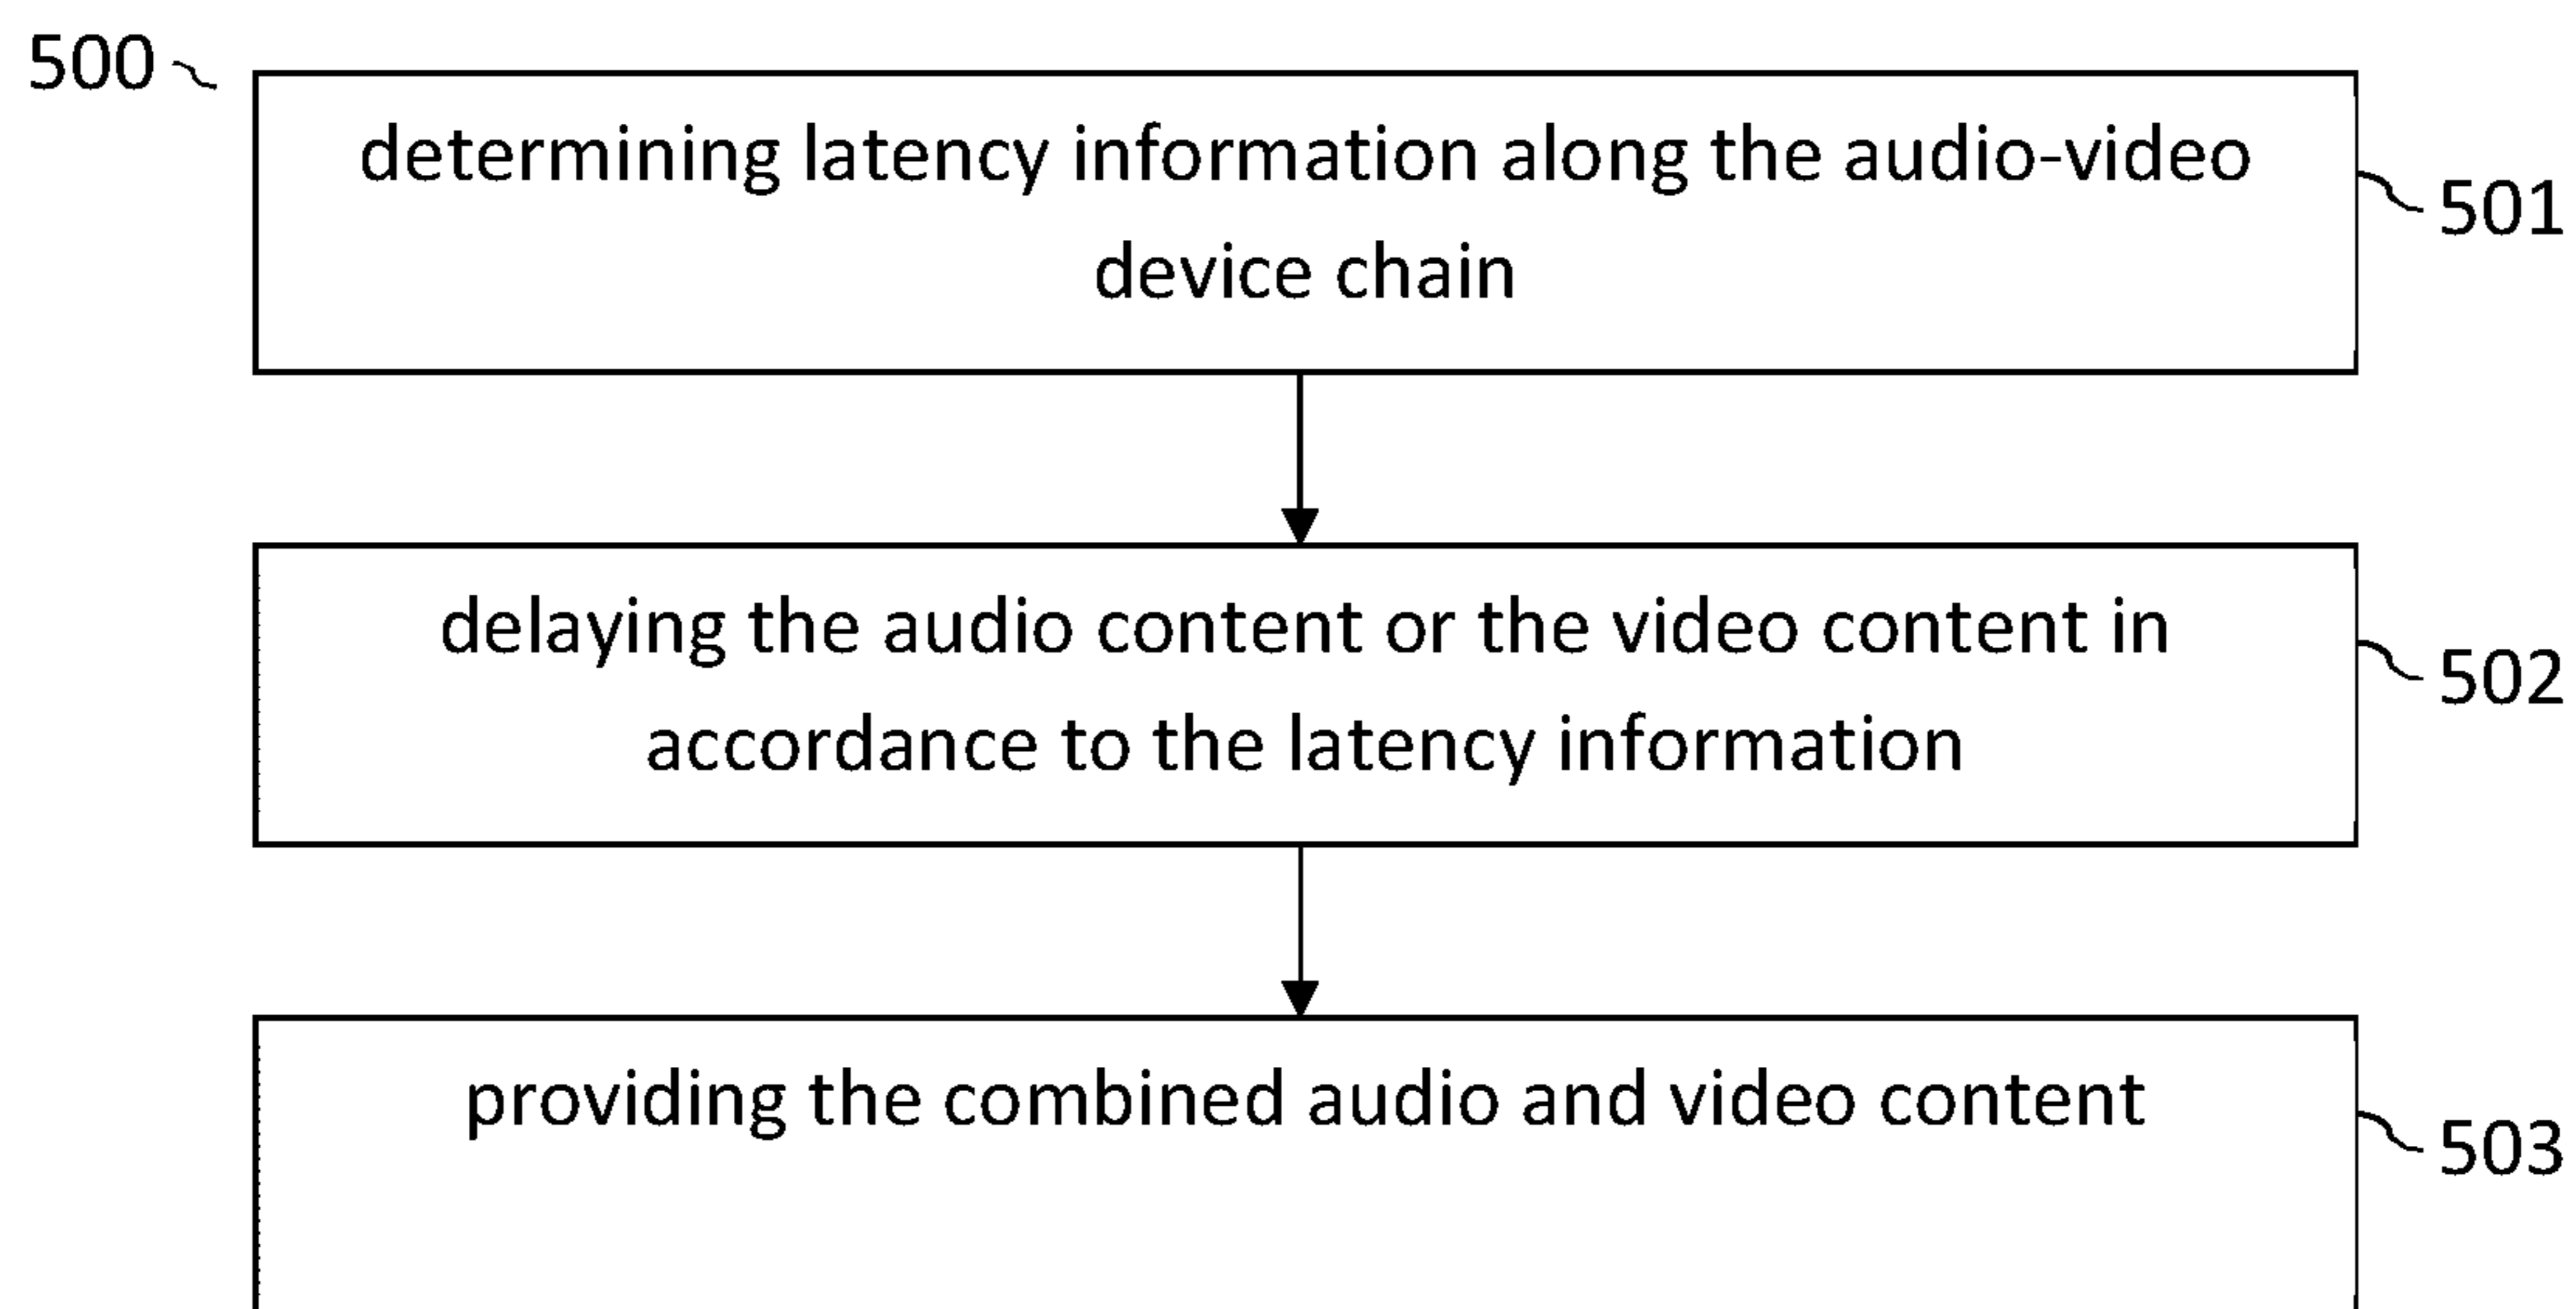 500
determining latency information along the audio-video
device chain
501
delaying the audio content or the video content in
accordance to the latency information
502
providing the combined audio and video content
503